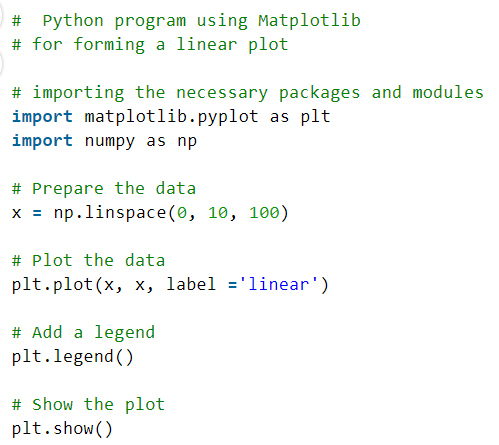 #  Python program using Matplotlib
# for forming a linear plot
# importing the necessary packages and modules
import matplotlib.pyplot as plt
import numpy as np
# Prepare the data
x = np.linspace(0, 10, 100)
# Plot the data
plt.plot(x, x, label ='linear')
# Add a legend
plt.legend()
# Show the plot
plt.show()